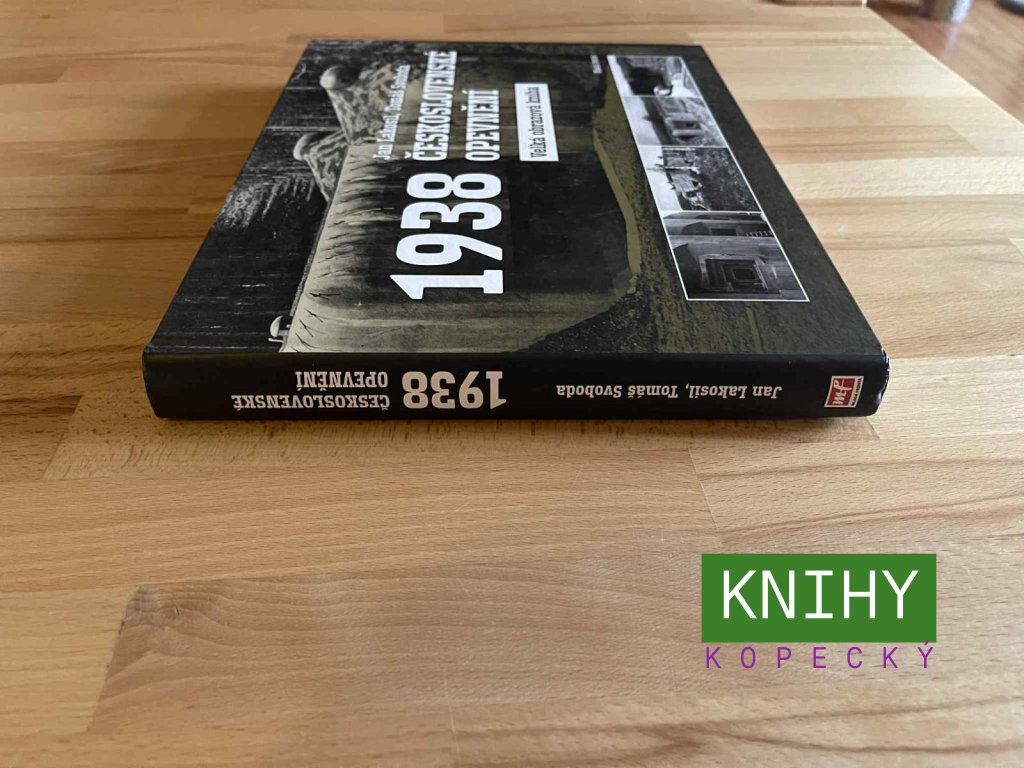 Jan Lakosil, Tomáš Svoboda
1938
ČESKOSLOVENSKÉ
OPEVNĚNÍ
Velká obrazová kniha
ČESKOSLOVENSKÉ
OPEVNĚNÍ
1938
Jan Lakosil, Tomáš Svoboda
mf
KNIHY
KOPECKÝ